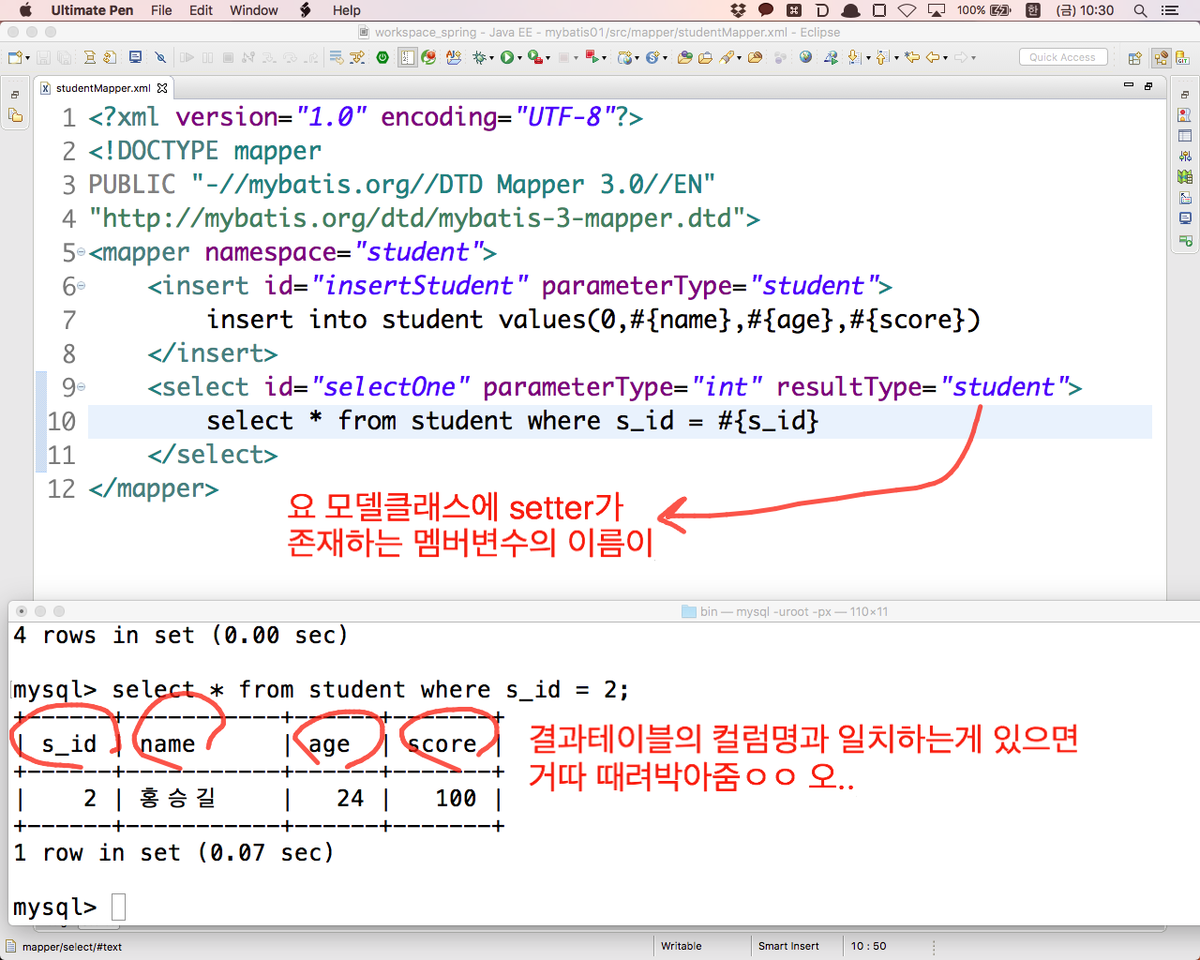 Ultimate Pen File Edit Window Help 100% 한 (금) 10:30
workspace_spring - Java EE - mybatis01/src/mapper/studentMapper.xml - Eclipse
Quick Access
studentMapper.xml
1 <?xml version="1.0" encoding="UTF-8"?>
2 <!DOCTYPE mapper
3 PUBLIC "-//mybatis.org//DTD Mapper 3.0//EN"
4 "http://mybatis.org/dtd/mybatis-3-mapper.dtd">
5 <mapper namespace="student">
6 <insert id="insertStudent" parameterType="student">
7 insert into student values(0,#{name},#{age},#{score})
8 </insert>
9 <select id="selectOne" parameterType="int" resultType="student">
10 select * from student where s_id = #{s_id}
11 </select>
12 </mapper>
요 모델클래스에 setter가
존재하는 멤버변수의 이름이
bin — mysql -uroot -px — 110×11
4 rows in set (0.00 sec)
mysql> select * from student where s_id = 2;
+------+----------+------+-------+
| s_id | name | age | score |
결과테이블의 컬럼명과 일치하는게 있으면
거따 때려박아줌ㅇㅇ 오..
+------+----------+------+-------+
| 2 | 홍승길 | 24 | 100 |
+------+----------+------+-------+
1 row in set (0.07 sec)
mysql>
mapper/select/#text Writable Smart Insert 10 : 50